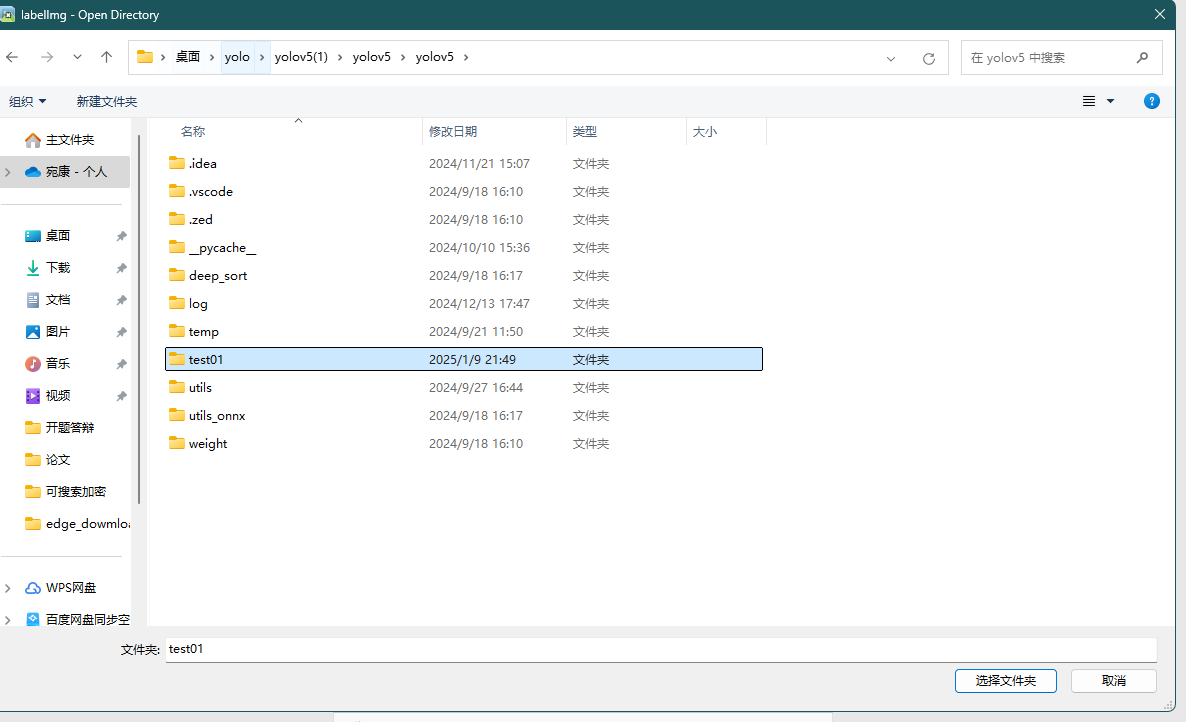 labelImg - Open Directory
桌面 yolo yolov5(1) yolov5 yolov5
在 yolov5 中搜索
组织 新建文件夹
主文件夹
宛康 - 个人
桌面
下载
文档
图片
音乐
视频
开题答辩
论文
可搜索加密
edge_dowmloa
WPS网盘
百度网盘同步空
名称 修改日期 类型 大小
.idea 2024/11/21 15:07 文件夹
.vscode 2024/9/18 16:10 文件夹
.zed 2024/9/18 16:10 文件夹
__pycache__ 2024/10/10 15:36 文件夹
deep_sort 2024/9/18 16:17 文件夹
log 2024/12/13 17:47 文件夹
temp 2024/9/21 11:50 文件夹
test01 2025/1/9 21:49 文件夹
utils 2024/9/27 16:44 文件夹
utils_onnx 2024/9/18 16:17 文件夹
weight 2024/9/18 16:10 文件夹
文件夹: test01
选择文件夹 取消